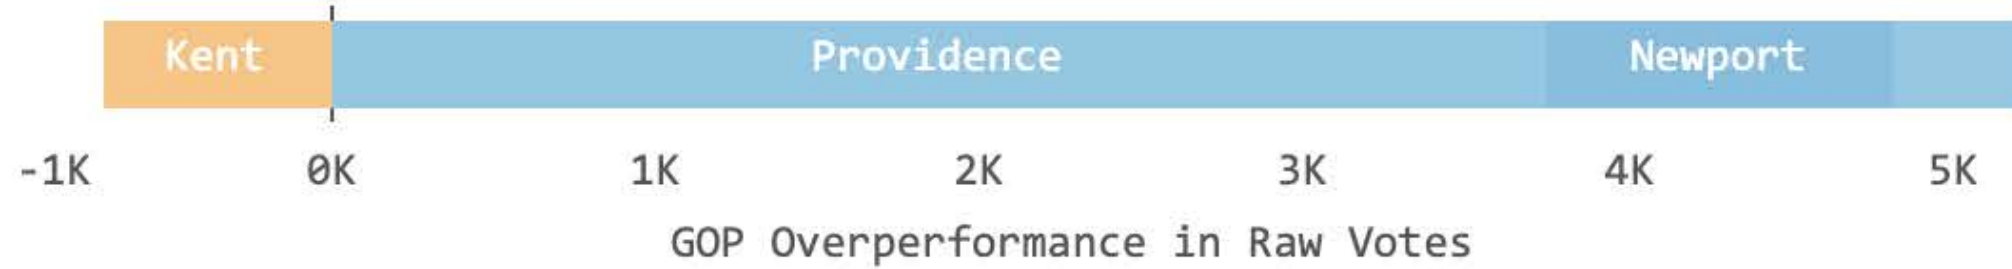 Kent Providence Newport
-1K 0K 1K 2K 3K 4K 5K
GOP Overperformance in Raw Votes